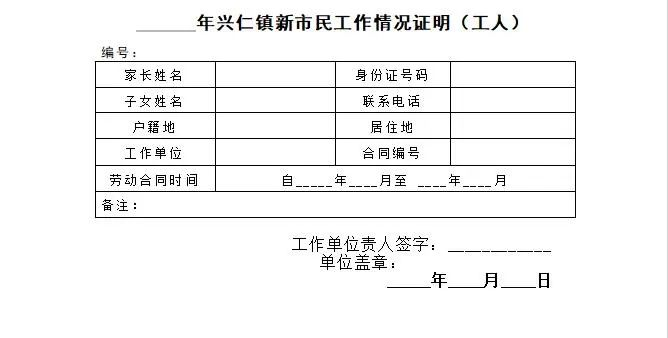 ______年兴仁镇新市民工作情况证明（工人）
编号：
家长姓名 身份证号码
子女姓名 联系电话
户籍地 居住地
工作单位 合同编号
劳动合同时间 自_____年____月至 ____年____月
备注：
工作单位责人签字：____________
单位盖章：
_____年____月____日